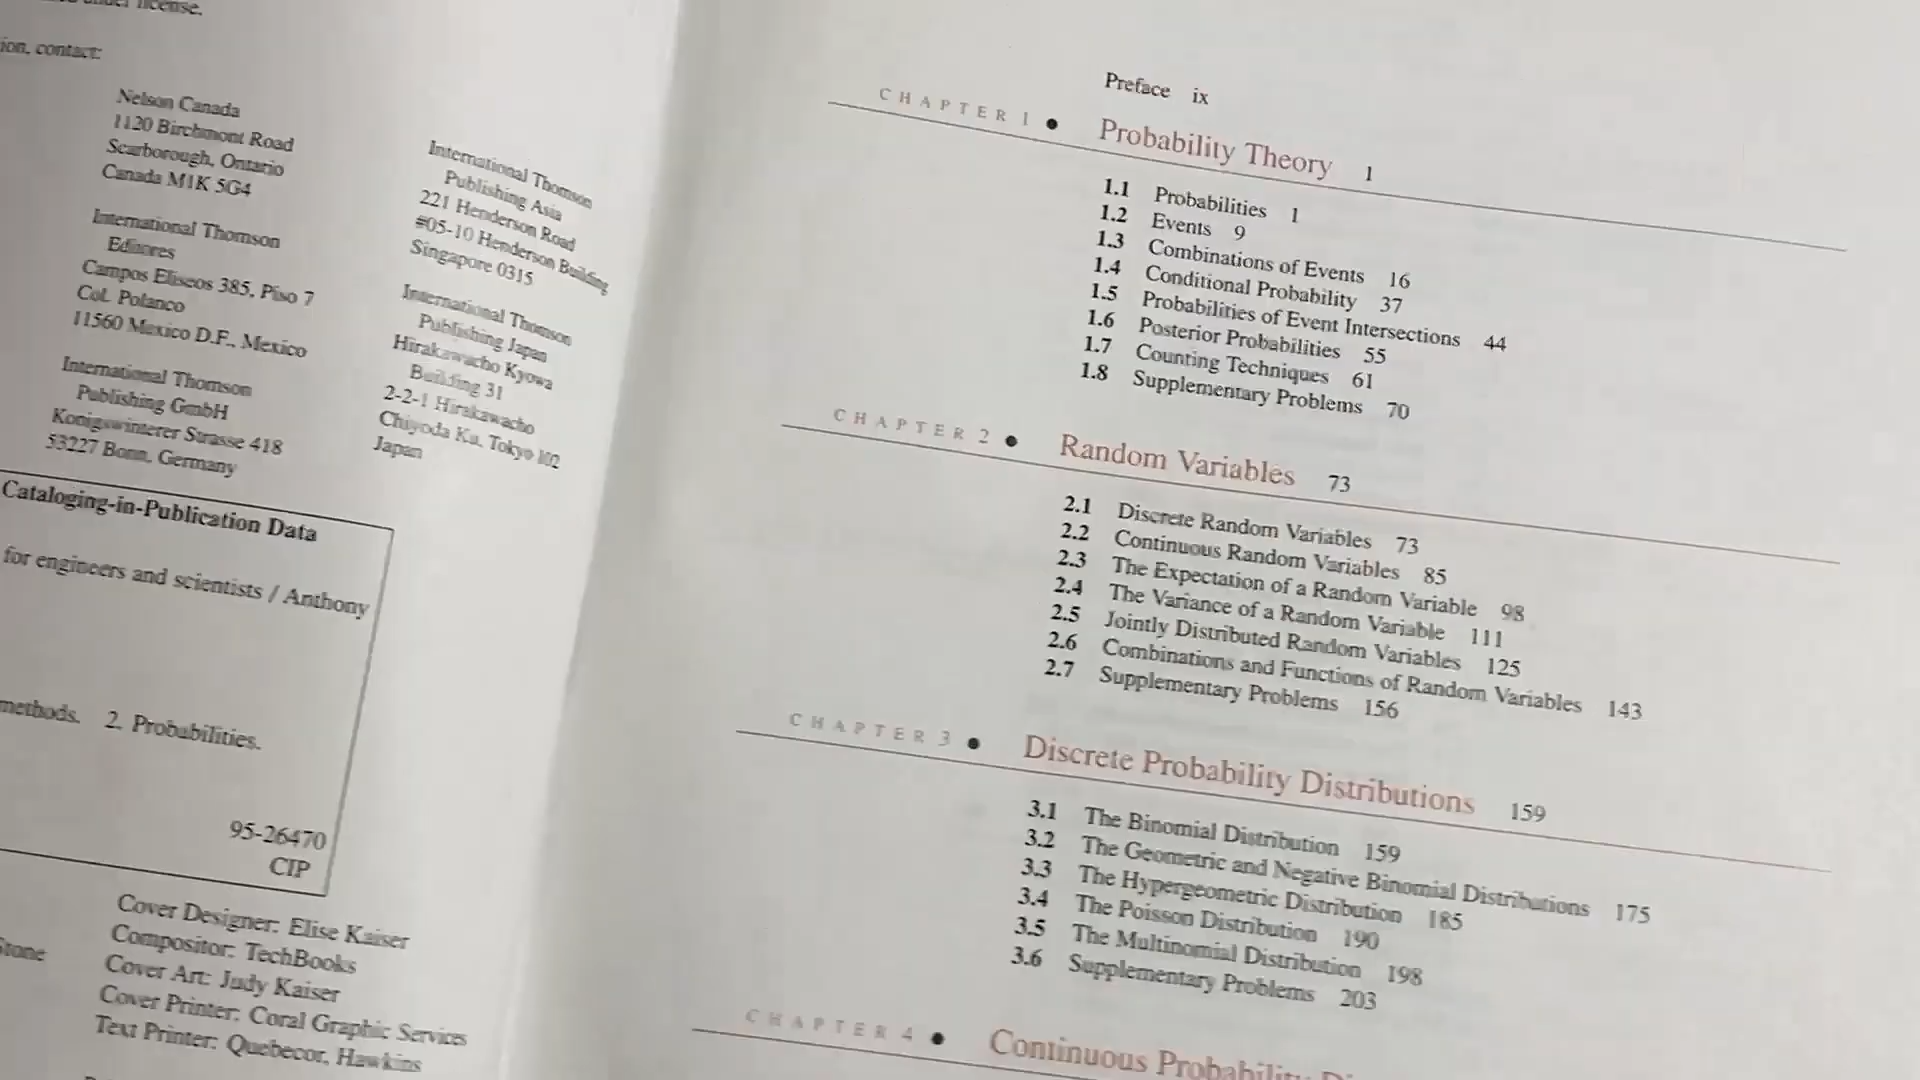 under license.
ion, contact:
Nelson Canada
1120 Birchmont Road
Scarborough, Ontario
Canada M1K 5G4
International Thomson
Editores
Campos Eliseos 385, Piso 7
Col. Polanco
11560 Mexico D.F., Mexico
International Thomson
Publishing GmbH
Konigswinterer Strasse 418
53227 Bonn, Germany
International Thomson
Publishing Asia
221 Henderson Road
#05-10 Henderson Building
Singapore 0315
International Thomson
Publishing Japan
Hirakawacho Kyowa
Building 31
2-2-1 Hirakawacho
Chiyoda Ku, Tokyo 102
Japan
Cataloging-in-Publication Data
for engineers and scientists / Anthony
methods. 2. Probabilities.
95-26470
CIP
Stone
Cover Designer: Elise Kaiser
Compositor: TechBooks
Cover Art: Judy Kaiser
Cover Printer: Coral Graphic Services
Text Printer: Quebecor, Hawkins
Preface ix
CHAPTER 1 • Probability Theory 1
1.1 Probabilities 1
1.2 Events 9
1.3 Combinations of Events 16
1.4 Conditional Probability 37
1.5 Probabilities of Event Intersections 44
1.6 Posterior Probabilities 55
1.7 Counting Techniques 61
1.8 Supplementary Problems 70
CHAPTER 2 • Random Variables 73
2.1 Discrete Random Variables 73
2.2 Continuous Random Variables 85
2.3 The Expectation of a Random Variable 98
2.4 The Variance of a Random Variable 111
2.5 Jointly Distributed Random Variables 125
2.6 Combinations and Functions of Random Variables 143
2.7 Supplementary Problems 156
CHAPTER 3 • Discrete Probability Distributions 159
3.1 The Binomial Distribution 159
3.2 The Geometric and Negative Binomial Distributions 175
3.3 The Hypergeometric Distribution 185
3.4 The Poisson Distribution 190
3.5 The Multinomial Distribution 198
3.6 Supplementary Problems 203
CHAPTER 4 • Continuous Probability